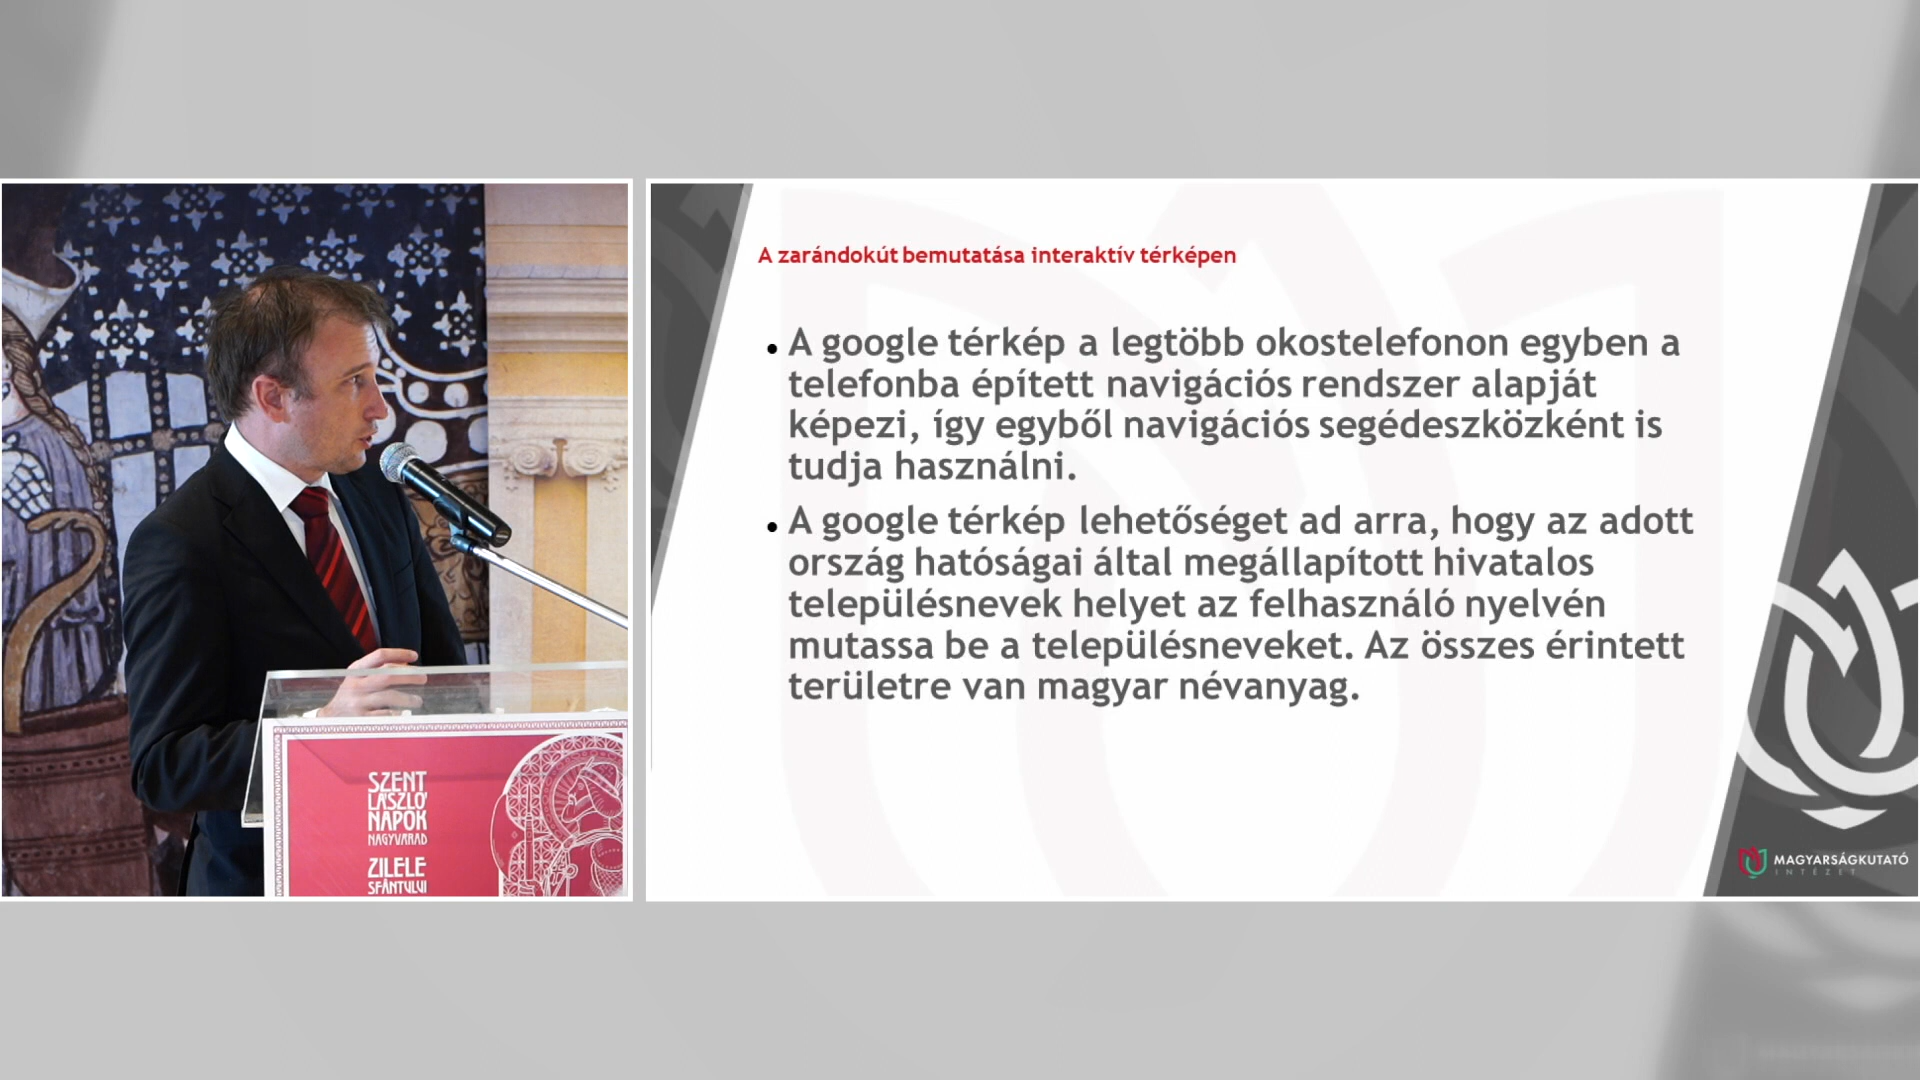 A zarándokút bemutatása interaktív térképen
A google térkép a legtöbb okostelefonon egyben a
telefonba épített navigációs rendszer alapját
képezi, így egyből navigációs segédeszközként is
tudja használni.
A google térkép lehetőséget ad arra, hogy az adott
ország hatóságai által megállapított hivatalos
településnevek helyet az felhasználó nyelvén
mutassa be a településneveket. Az összes érintett
területre van magyar névanyag.
SZENT
LÁSZLÓ
NAPOK
NAGYVÁRAD
ZILELE
SFÂNTULUI
MAGYARSÁGKUTATÓ
INTÉZET